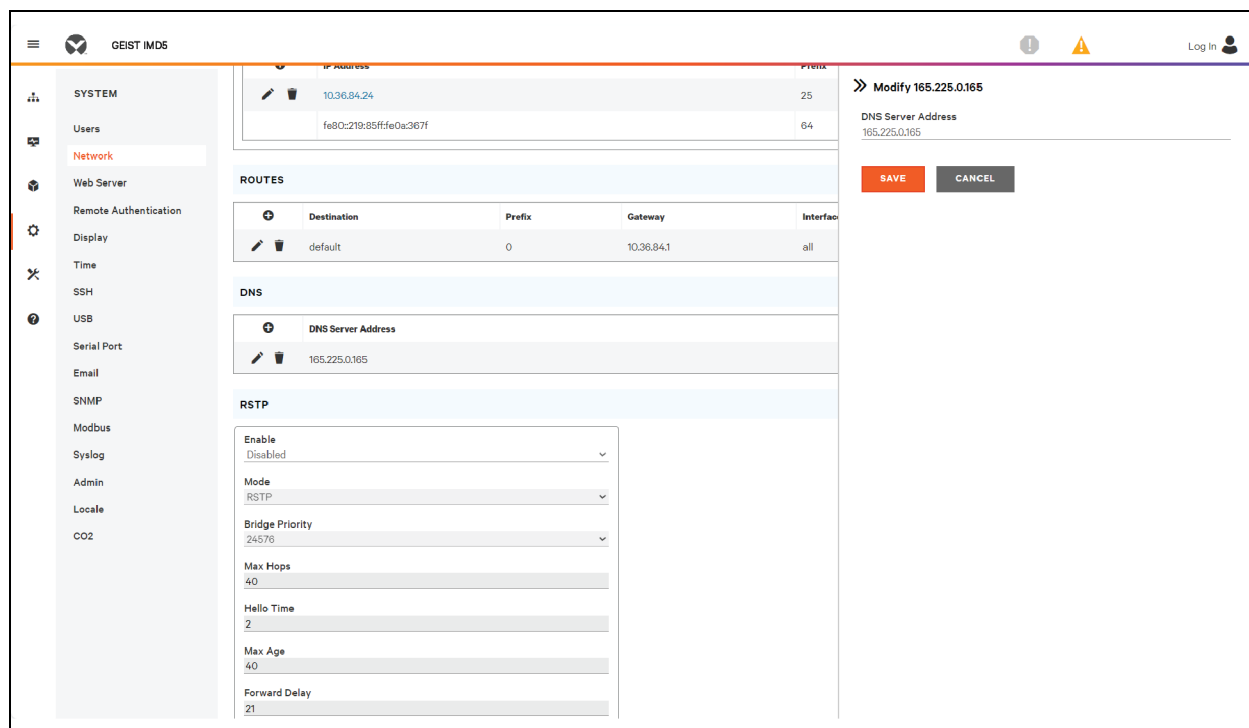 GEIST IMD5
Log In
SYSTEM
Users
Network
Web Server
Remote Authentication
Display
Time
SSH
USB
Serial Port
Email
SNMP
Modbus
Syslog
Admin
Locale
CO2
IP Address Prefix
10.36.84.24 25
fe80::219:85ff:fe0a:367f 64
ROUTES
Destination Prefix Gateway Interfac
default 0 10.36.84.1 all
DNS
DNS Server Address
165.225.0.165
RSTP
Enable
Disabled
Mode
RSTP
Bridge Priority
24576
Max Hops
40
Hello Time
2
Max Age
40
Forward Delay
21
Modify 165.225.0.165
DNS Server Address
165.225.0.165
SAVE CANCEL